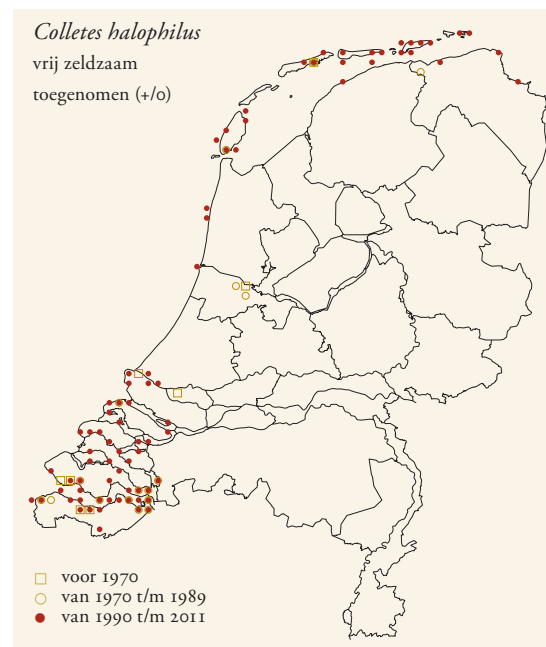 Colletes halophilus
vrij zeldzaam
toegenomen (+/0)
voor 1970
van 1970 t/m 1989
van 1990 t/m 2011